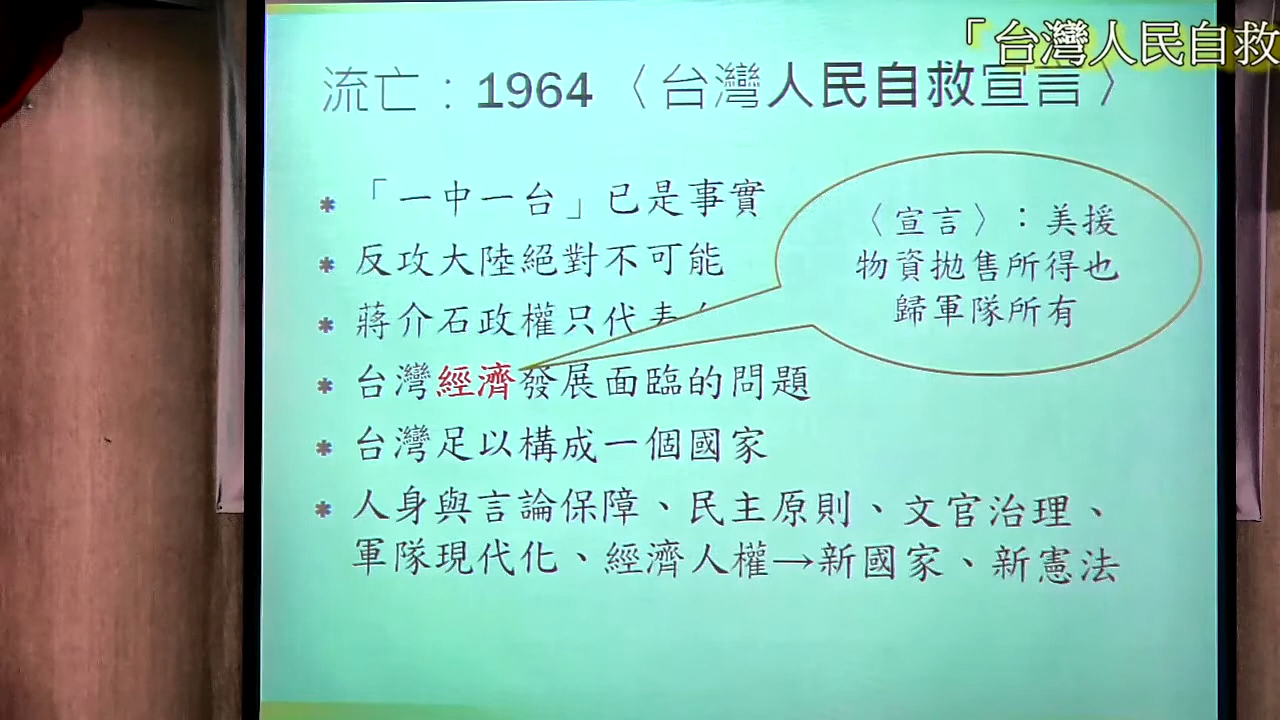 「台灣人民自救
流亡：1964〈台灣人民自救宣言〉
* 「一中一台」已是事實
* 反攻大陸絕對不可能
* 蔣介石政權只代表
* 台灣經濟發展面臨的問題
* 台灣足以構成一個國家
* 人身與言論保障、民主原則、文官治理、
軍隊現代化、經濟人權→新國家、新憲法
〈宣言〉：美援
物資拋售所得也
歸軍隊所有